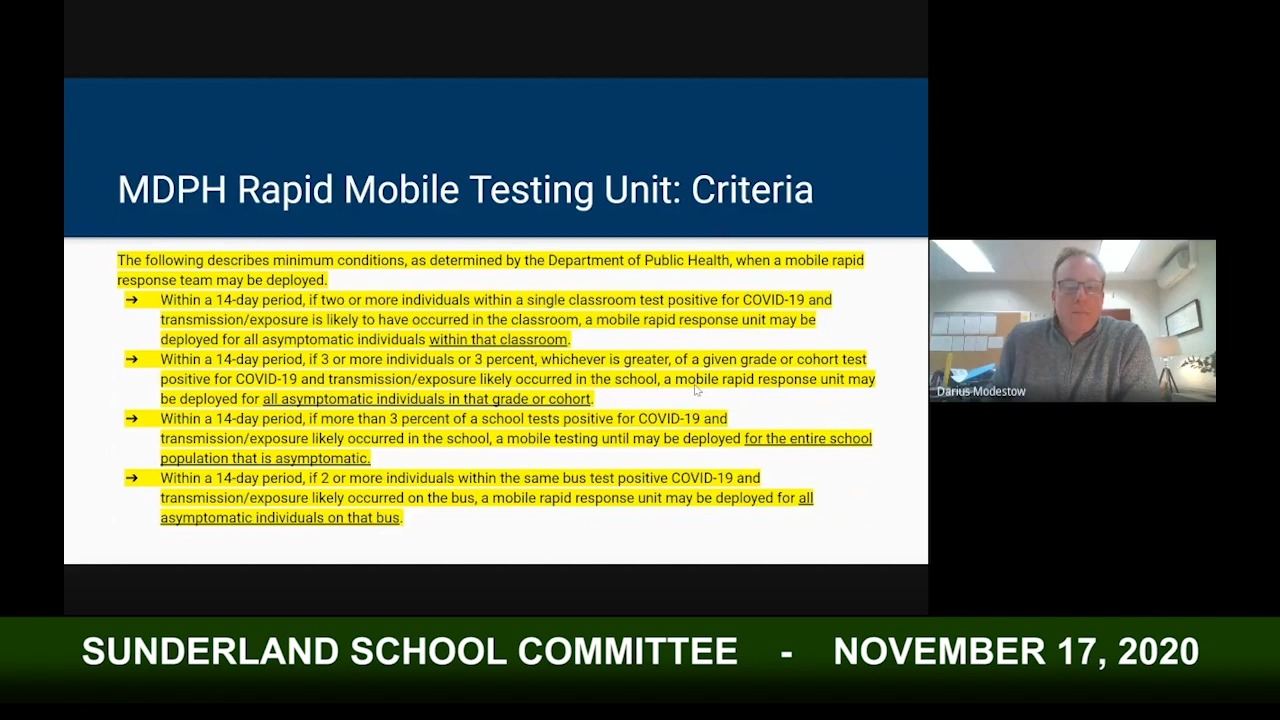 MDPH Rapid Mobile Testing Unit: Criteria
The following describes minimum conditions, as determined by the Department of Public Health, when a mobile rapid
response team may be deployed.
➔ Within a 14-day period, if two or more individuals within a single classroom test positive for COVID-19 and
transmission/exposure is likely to have occurred in the classroom, a mobile rapid response unit may be
deployed for all asymptomatic individuals within that classroom.
➔ Within a 14-day period, if 3 or more individuals or 3 percent, whichever is greater, of a given grade or cohort test
positive for COVID-19 and transmission/exposure likely occurred in the school, a mobile rapid response unit may
be deployed for all asymptomatic individuals in that grade or cohort.
➔ Within a 14-day period, if more than 3 percent of a school tests positive for COVID-19 and
transmission/exposure likely occurred in the school, a mobile testing until may be deployed for the entire school
population that is asymptomatic.
➔ Within a 14-day period, if 2 or more individuals within the same bus test positive COVID-19 and
transmission/exposure likely occurred on the bus, a mobile rapid response unit may be deployed for all
asymptomatic individuals on that bus.
Darius Modestow
SUNDERLAND SCHOOL COMMITTEE - NOVEMBER 17, 2020